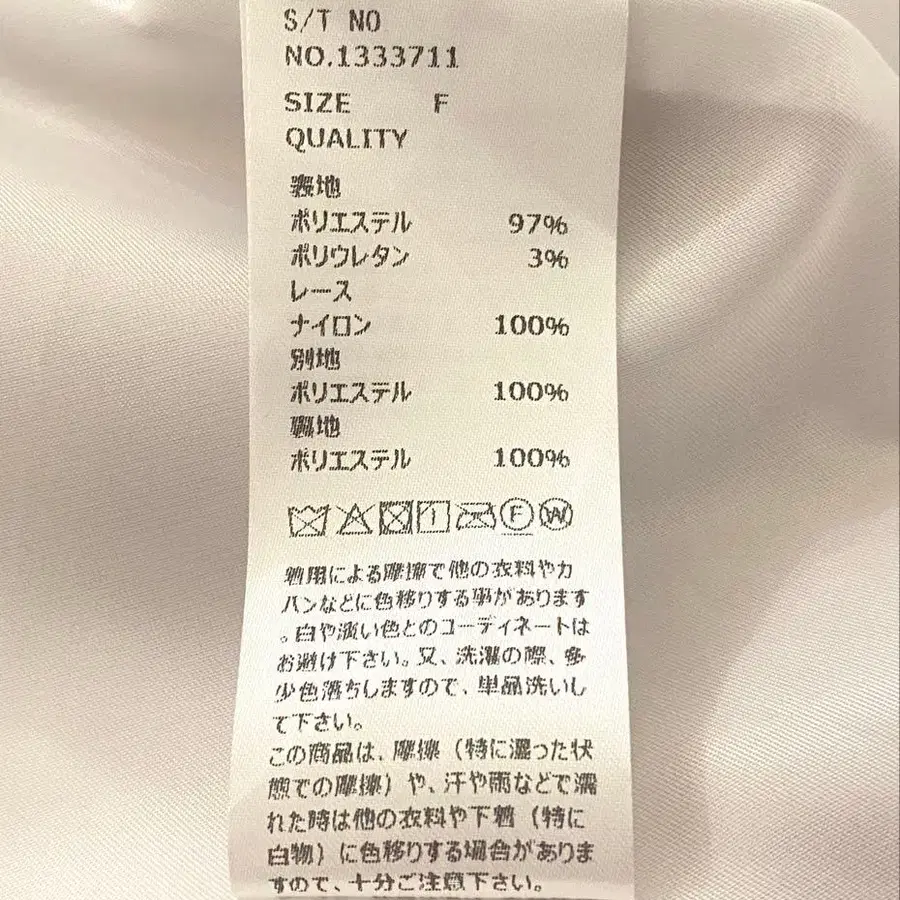 S/T NO
NO.1333711
SIZE F
QUALITY
表地
ポリエステル 97%
ポリウレタン 3%
レース
ナイロン 100%
別地
ポリエステル 100%
裏地
ポリエステル 100%
F W
着用による摩擦で他の衣料やカ
バンなどに色移りする事があります
。白や淡い色とのコーディネートは
お避け下さい。又、洗濯の際、多
少色落ちしますので、単品洗いし
て下さい。
この商品は、摩擦（特に湿った状
態での摩擦）や、汗や雨などで濡
れた時は他の衣料や下着（特に
白物）に色移りする場合がありま
すので、十分ご注意下さい。